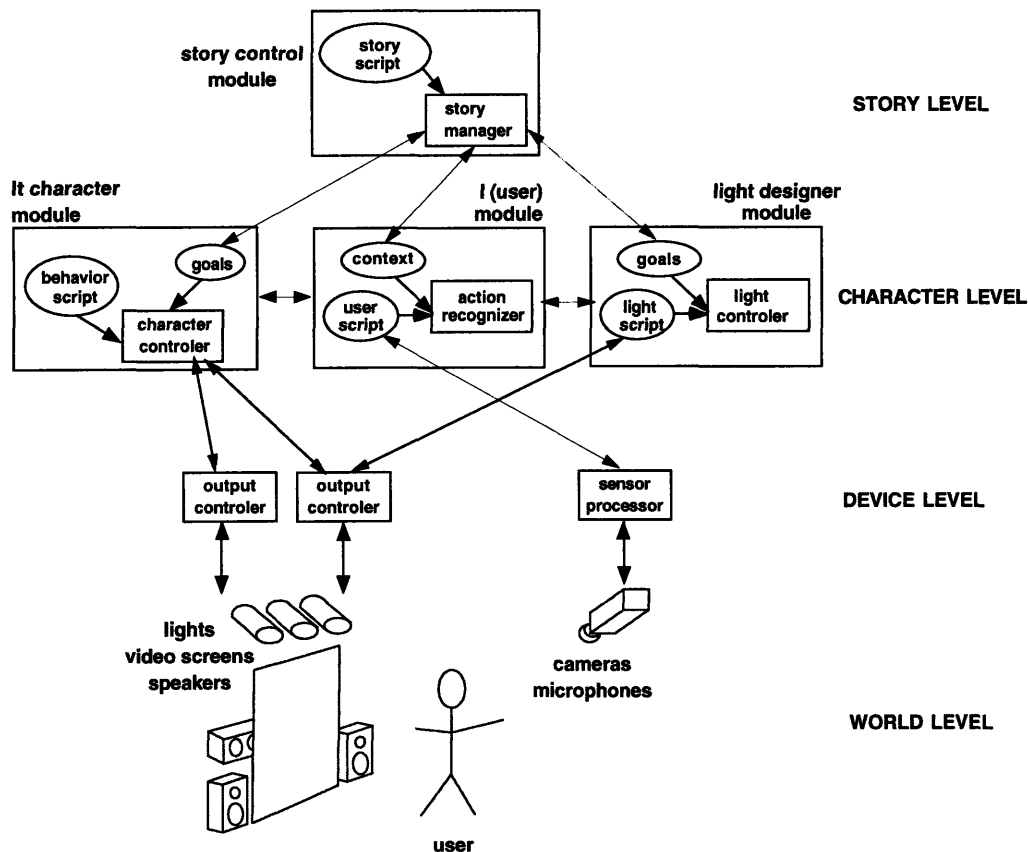 story control
module
story
script
story
manager
STORY LEVEL
It character
module
I (user)
module
light designer
module
behavior
script
goals
character
controler
context
user
script
action
recognizer
goals
light
script
light
controler
CHARACTER LEVEL
output
controler
output
controler
sensor
processor
DEVICE LEVEL
lights
video screens
speakers
cameras
microphones
WORLD LEVEL
user